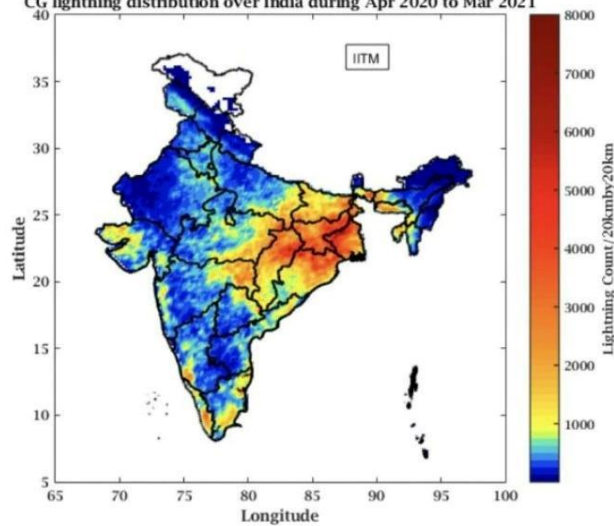 CG lightning distribution over India during Apr 2020 to Mar 2021
IITM
40
35
30
25
20
15
10
5
Latitude
65 70 75 80 85 90 95 100
Longitude
8000
7000
6000
5000
4000
3000
2000
1000
Lightning Count/20kmby20km